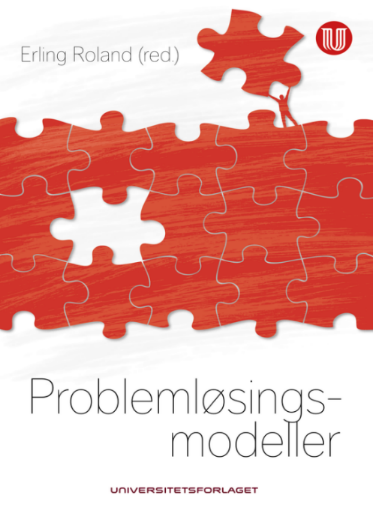 Erling Roland (red.)
Problemløsings-
modeller
UNIVERSITETSFORLAGET